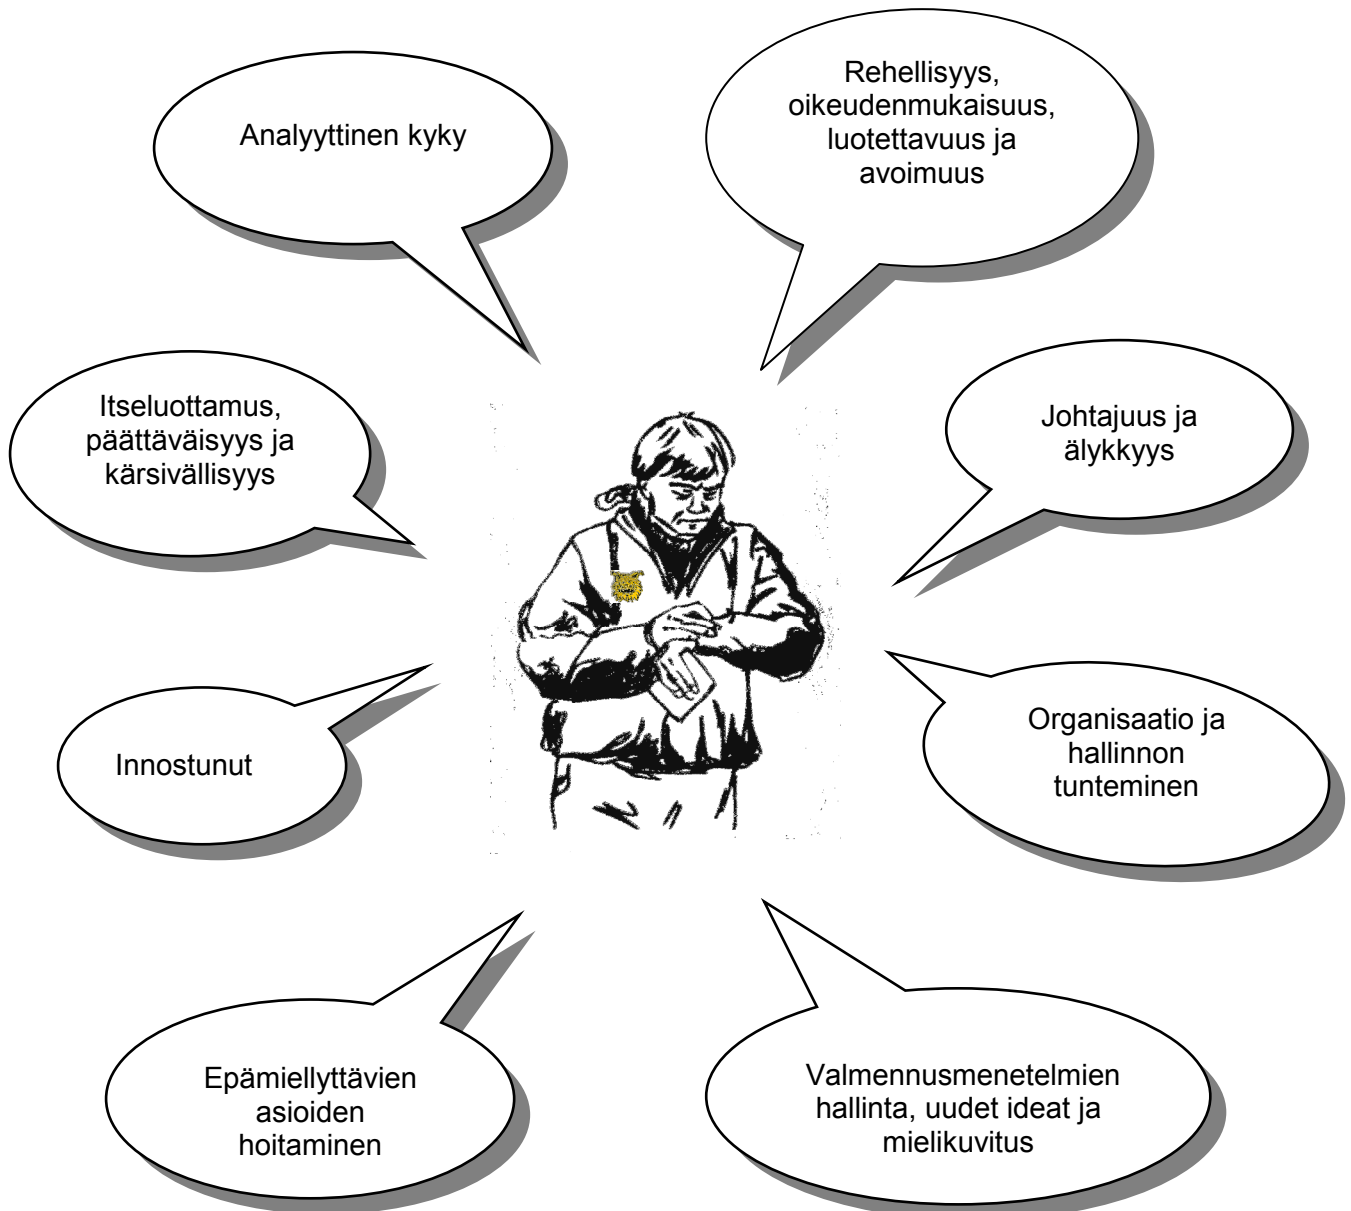 Analyyttinen kyky
Rehellisyys,
oikeudenmukaisuus,
luotettavuus ja
avoimuus
Itseluottamus,
päättäväisyys ja
kärsivällisyys
Johtajuus ja
älykkyys
Innostunut
Organisaatio ja
hallinnon
tunteminen
Epämiellyttävien
asioiden
hoitaminen
Valmennusmenetelmien
hallinta, uudet ideat ja
mielikuvitus